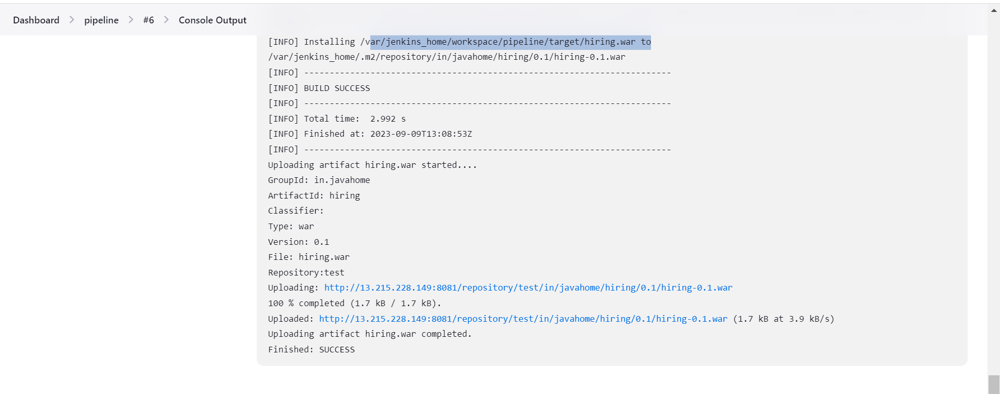 Dashboard > pipeline > #6 > Console Output
[INFO] Installing /var/jenkins_home/workspace/pipeline/target/hiring.war to
/var/jenkins_home/.m2/repository/in/javahome/hiring/0.1/hiring-0.1.war
[INFO] ------------------------------------------------------------------------
[INFO] BUILD SUCCESS
[INFO] ------------------------------------------------------------------------
[INFO] Total time:  2.992 s
[INFO] Finished at: 2023-09-09T13:08:53Z
[INFO] ------------------------------------------------------------------------
Uploading artifact hiring.war started....
GroupId: in.javahome
ArtifactId: hiring
Classifier:
Type: war
Version: 0.1
File: hiring.war
Repository:test
Uploading: http://13.215.228.149:8081/repository/test/in/javahome/hiring/0.1/hiring-0.1.war
100 % completed (1.7 kB / 1.7 kB).
Uploaded: http://13.215.228.149:8081/repository/test/in/javahome/hiring/0.1/hiring-0.1.war (1.7 kB at 3.9 kB/s)
Uploading artifact hiring.war completed.
Finished: SUCCESS